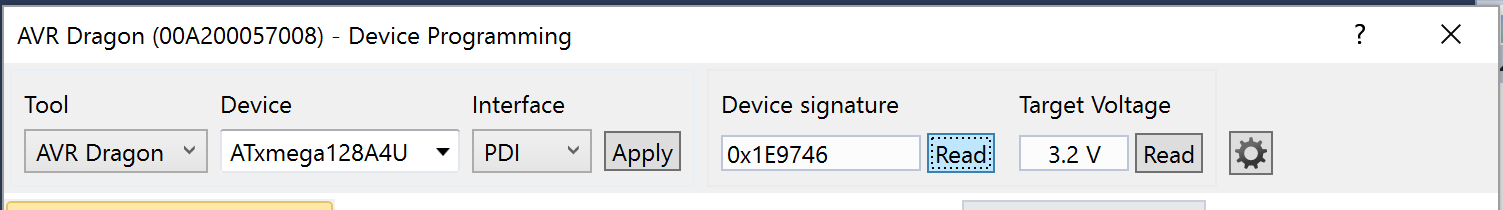 AVR Dragon (00A200057008) - Device Programming ?
Tool Device Interface Device signature Target Voltage
AVR Dragon ATxmega128A4U PDI Apply 0x1E9746 Read 3.2 V Read